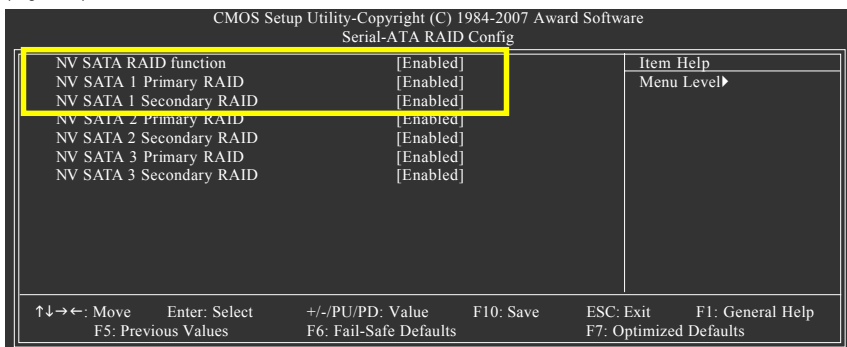 CMOS Setup Utility-Copyright (C) 1984-2007 Award Software
Serial-ATA RAID Config
NV SATA RAID function [Enabled] Item Help
NV SATA 1 Primary RAID [Enabled] Menu Level▶
NV SATA 1 Secondary RAID [Enabled]
NV SATA 2 Primary RAID [Enabled]
NV SATA 2 Secondary RAID [Enabled]
NV SATA 3 Primary RAID [Enabled]
NV SATA 3 Secondary RAID [Enabled]
↑↓→←: Move Enter: Select +/-/PU/PD: Value F10: Save ESC: Exit F1: General Help
F5: Previous Values F6: Fail-Safe Defaults F7: Optimized Defaults